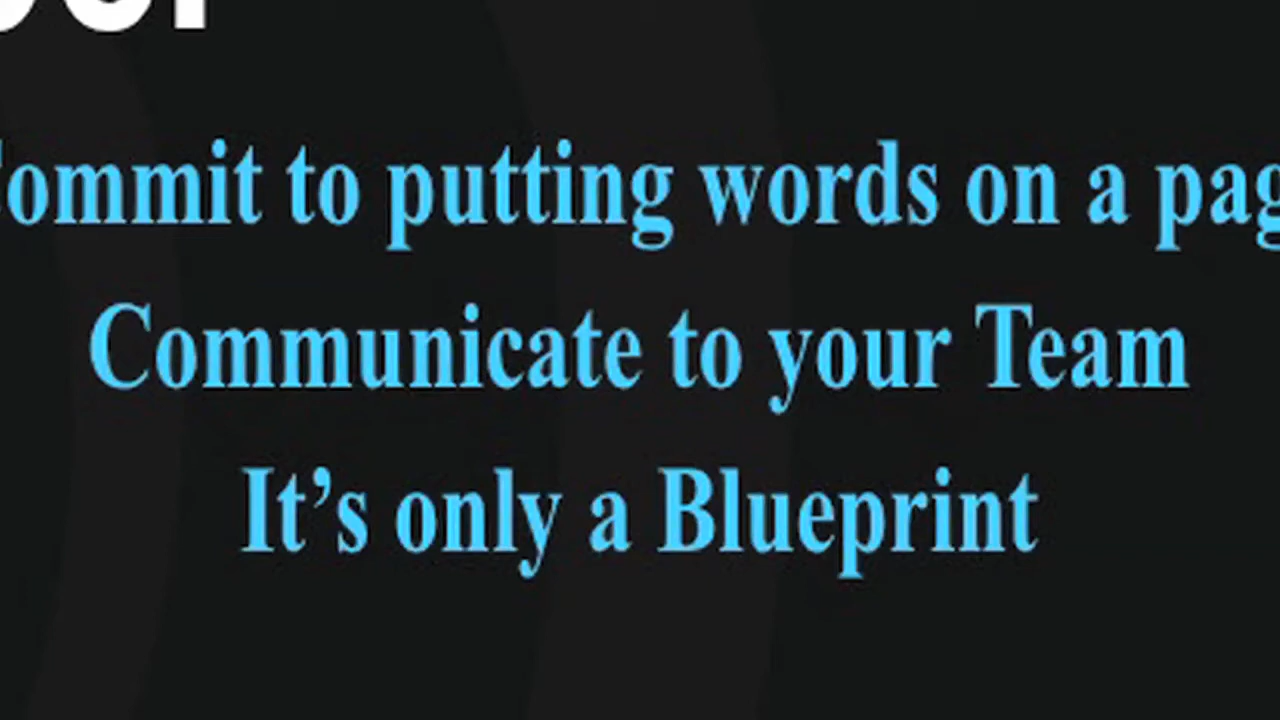 ommit to putting words on a pag
Communicate to your Team
It’s only a Blueprint